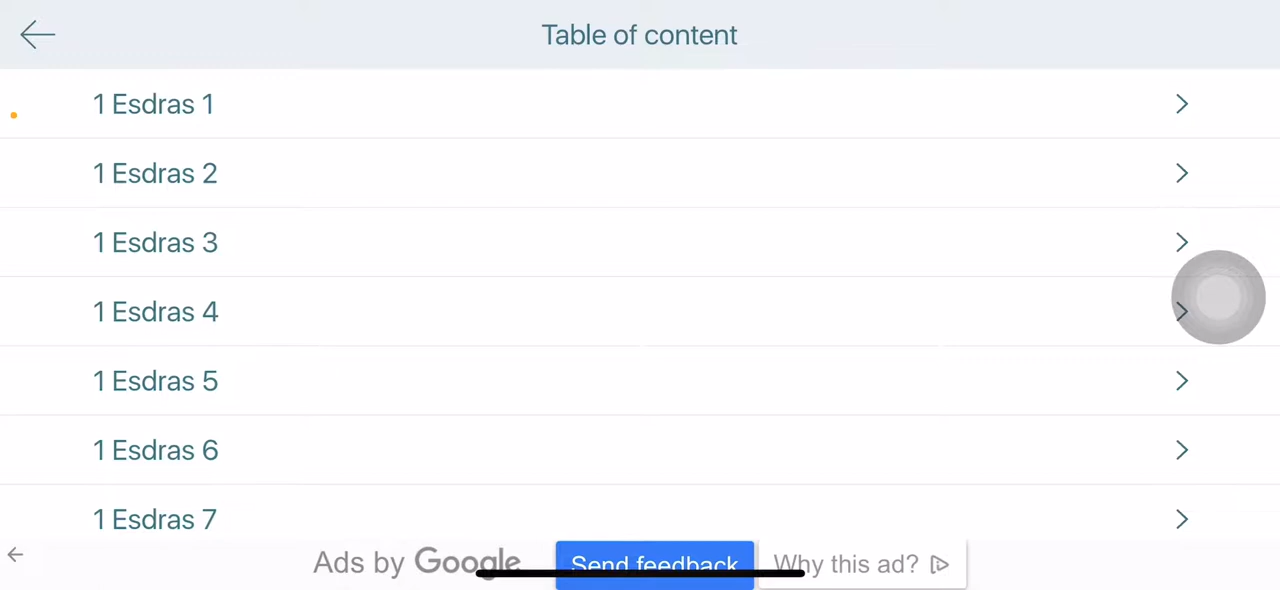 Table of content
1 Esdras 1
1 Esdras 2
1 Esdras 3
1 Esdras 4
1 Esdras 5
1 Esdras 6
1 Esdras 7
Ads by Google
Send feedback
Why this ad?